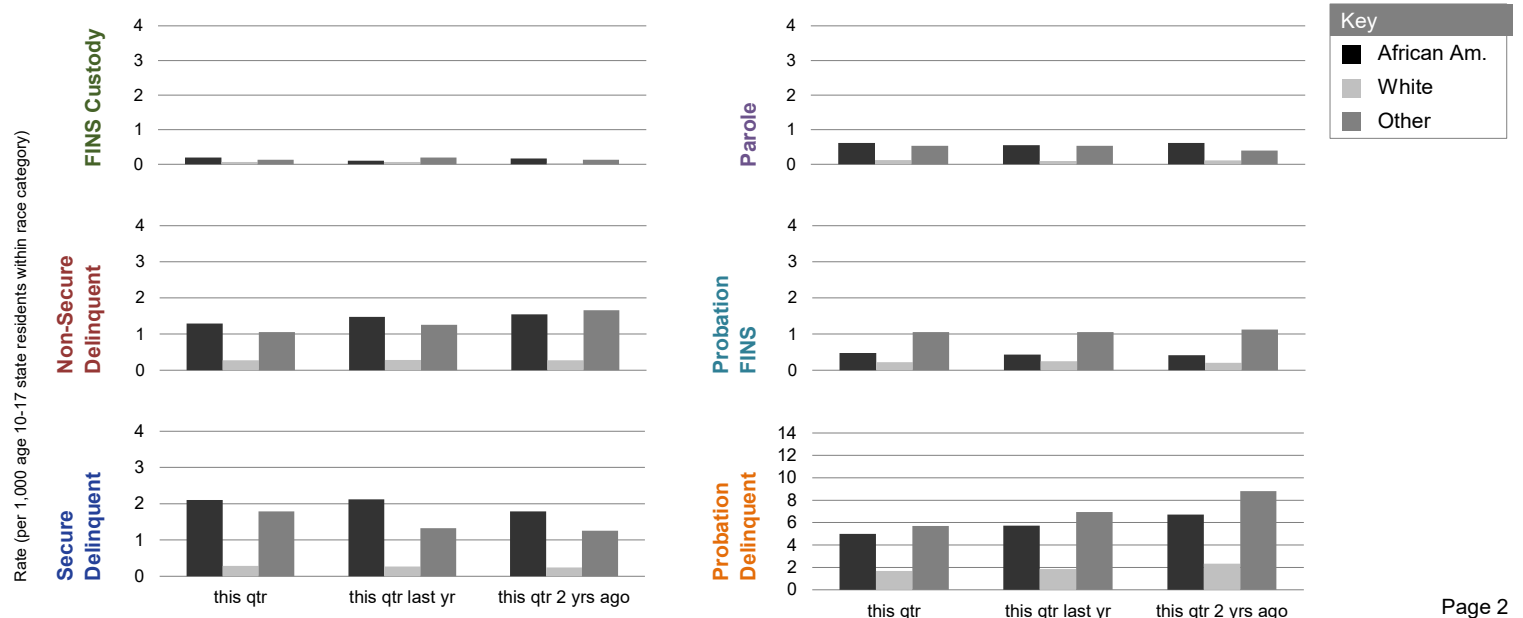 Rate (per 1,000 age 10-17 state residents within race category)
FINS Custody
4
3
2
1
0
Non-Secure
Delinquent
4
3
2
1
0
Secure
Delinquent
4
3
2
1
0
this qtr
this qtr last yr
this qtr 2 yrs ago
Parole
4
3
2
1
0
Probation
FINS
4
3
2
1
0
Probation
Delinquent
14
12
10
8
6
4
2
0
this qtr
this qtr last yr
this qtr 2 yrs ago
Key
African Am.
White
Other
Page 2